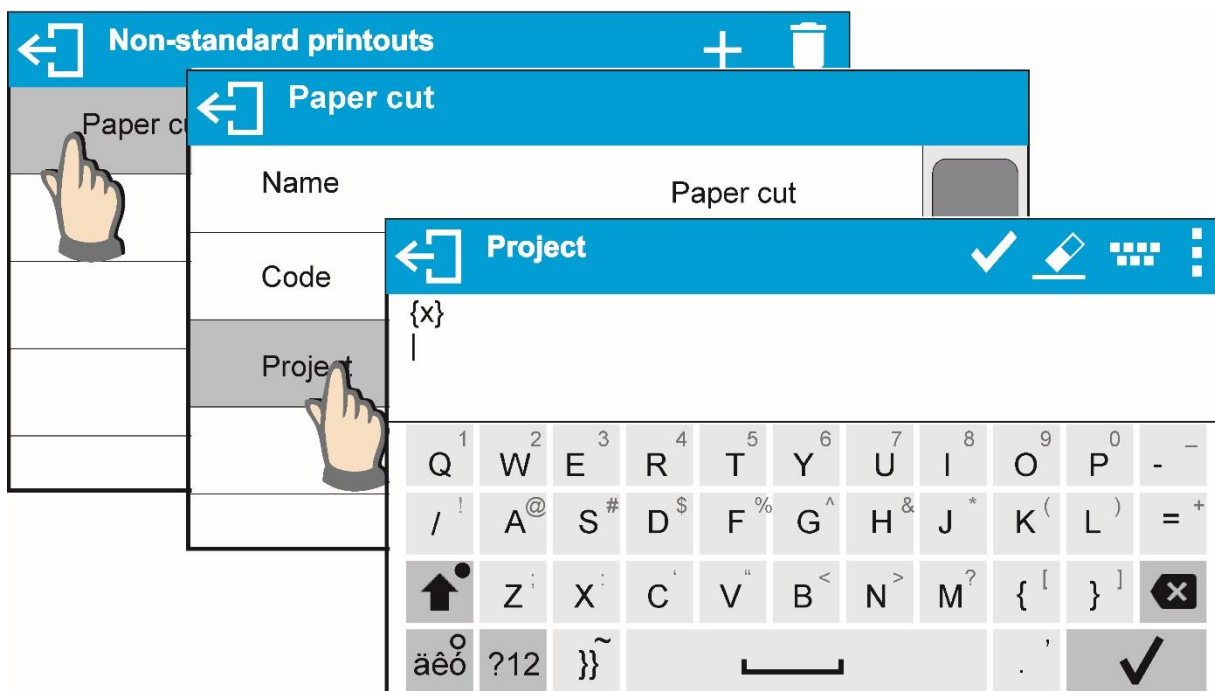 Non-standard printouts
Paper cut
Paper cu
Name
Paper cut
Code
Project
Project
{x}
Q 1 W 2 E 3 R 4 T 5 Y 6 U 7 I 8 O 9 P 0 - _
/ ! A @ S # D $ F % G ^ H & J * K ( L ) = +
Z ; X : C ‘ V “ B < N > M ? { [ } ]
äêó ?12 }} ~ . ’